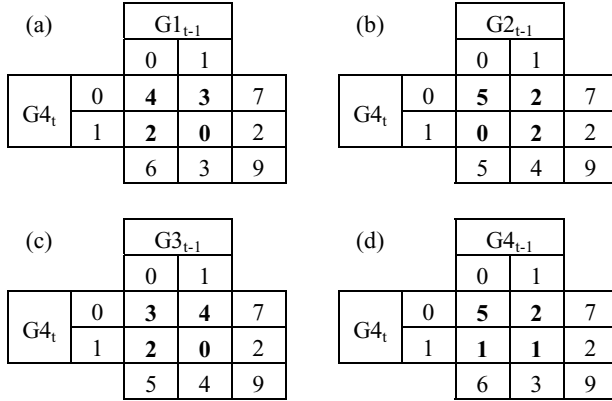 (a) G1t-1 (b) G2t-1
0 1 0 1
G4t 0 4 3 7 G4t 0 5 2 7
1 2 0 2 1 0 2 2
6 3 9 5 4 9
(c) G3t-1 (d) G4t-1
0 1 0 1
G4t 0 3 4 7 G4t 0 5 2 7
1 2 0 2 1 1 1 2
5 4 9 6 3 9